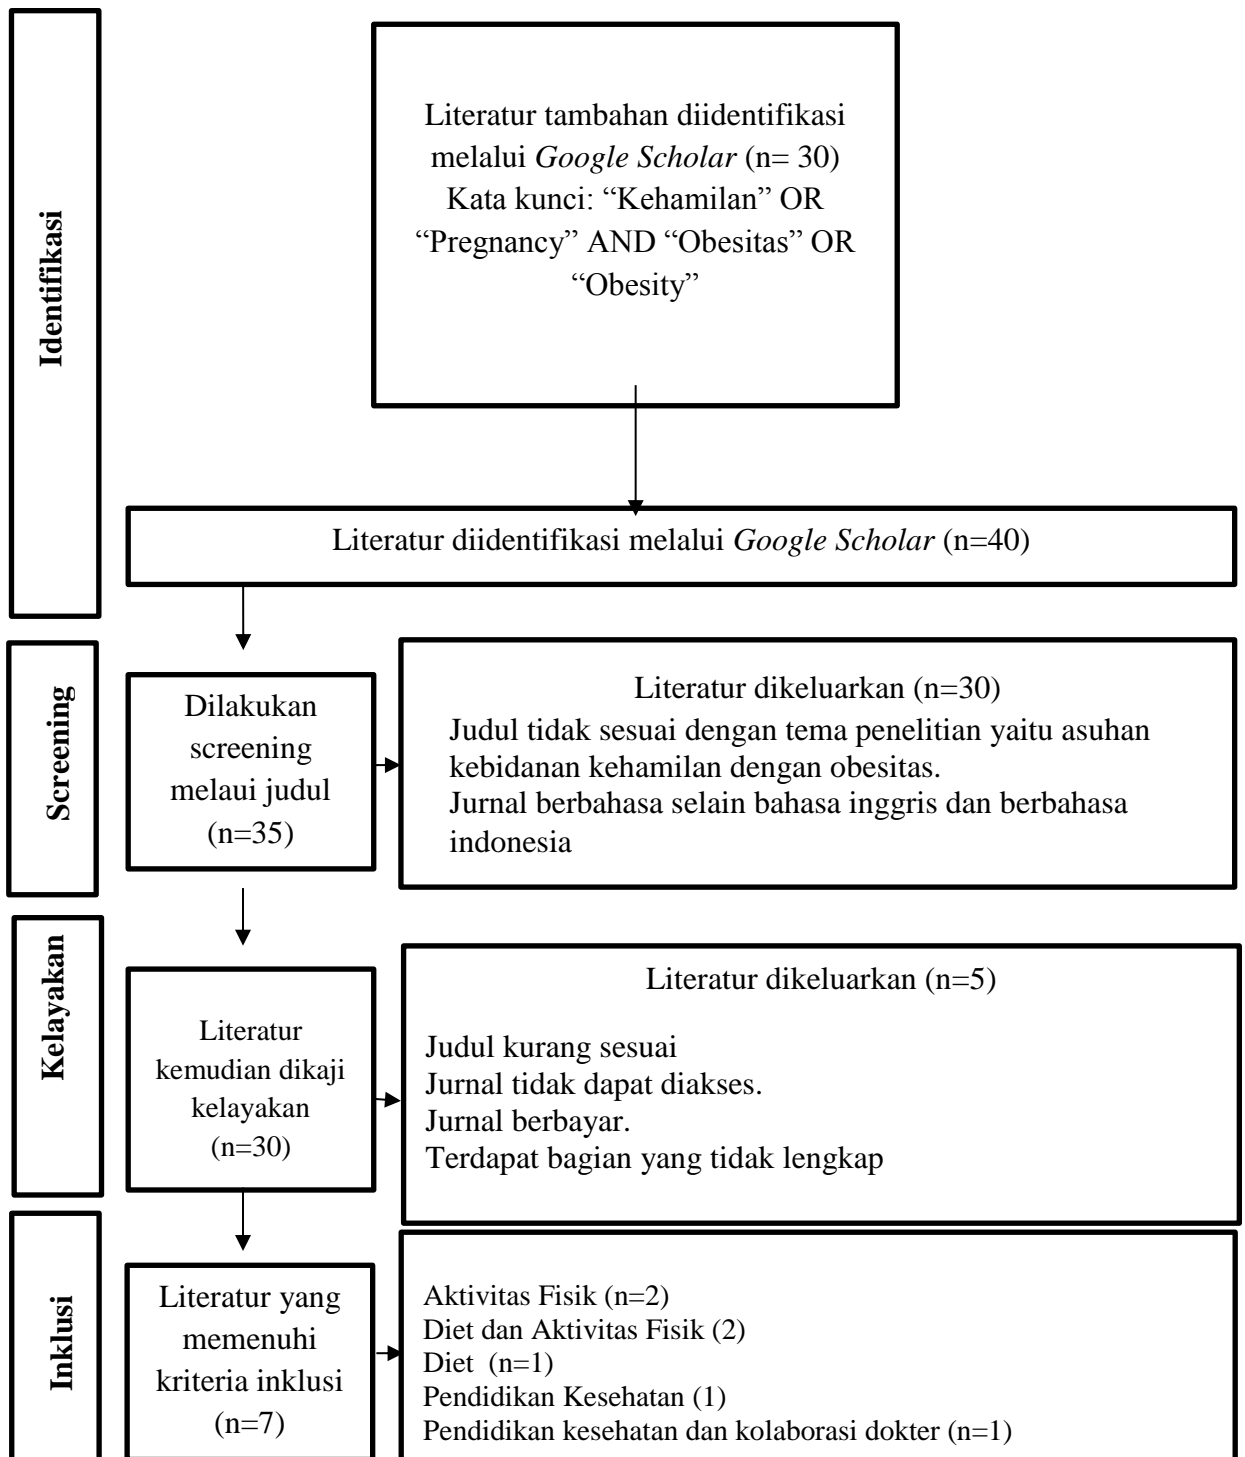 Identifikasi
Literatur tambahan diidentifikasi
melalui Google Scholar (n= 30)
Kata kunci: “Kehamilan” OR
“Pregnancy” AND “Obesitas” OR
“Obesity”
Literatur diidentifikasi melalui Google Scholar (n=40)
Screening
Dilakukan
screening
melaui judul
(n=35)
Literatur dikeluarkan (n=30)
Judul tidak sesuai dengan tema penelitian yaitu asuhan
kebidanan kehamilan dengan obesitas.
Jurnal berbahasa selain bahasa inggris dan berbahasa
indonesia
Kelayakan
Literatur
kemudian dikaji
kelayakan
(n=30)
Literatur dikeluarkan (n=5)
Judul kurang sesuai
Jurnal tidak dapat diakses.
Jurnal berbayar.
Terdapat bagian yang tidak lengkap
Inklusi
Literatur yang
memenuhi
kriteria inklusi
(n=7)
Aktivitas Fisik (n=2)
Diet dan Aktivitas Fisik (2)
Diet (n=1)
Pendidikan Kesehatan (1)
Pendidikan kesehatan dan kolaborasi dokter (n=1)